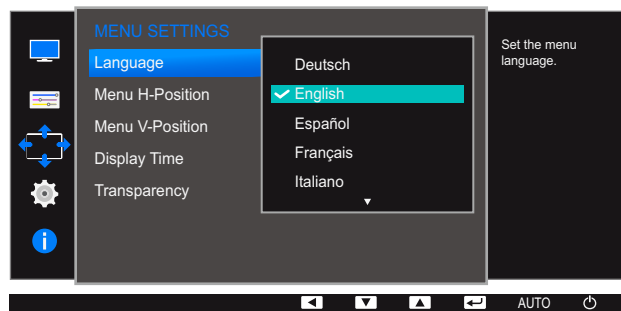 MENU SETTINGS
Language
Menu H-Position
Menu V-Position
Display Time
Transparency
Deutsch
English
Español
Français
Italiano
Set the menu
language.
AUTO